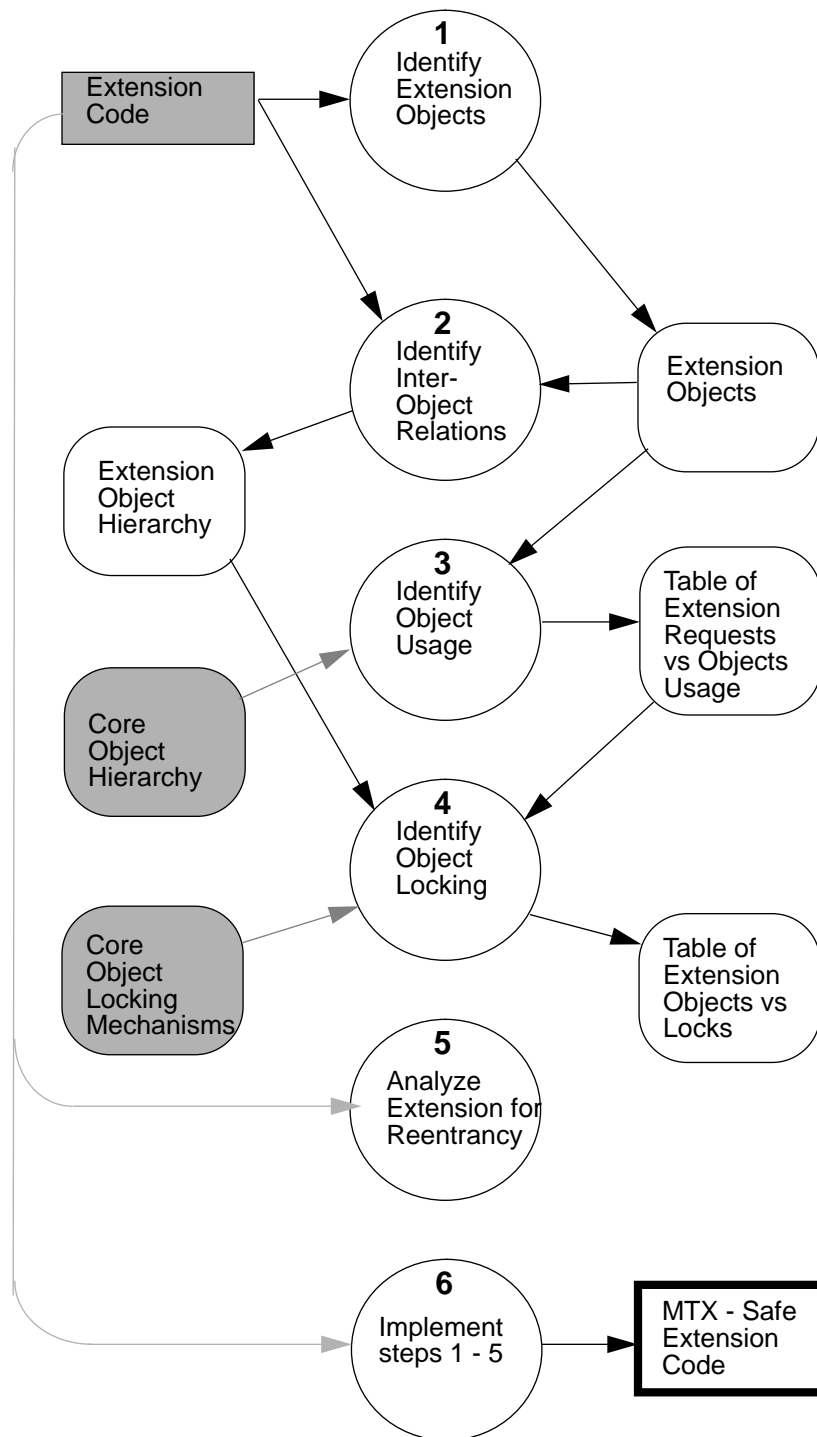 1
Identify
Extension
Objects
Extension
Code
2
Identify
Inter-
Object
Relations
Extension
Objects
Extension
Object
Hierarchy
3
Identify
Object
Usage
Table of
Extension
Requests
vs Objects
Usage
Core
Object
Hierarchy
4
Identify
Object
Locking
Core
Object
Locking
Mechanisms
Table of
Extension
Objects vs
Locks
5
Analyze
Extension for
Reentrancy
6
Implement
steps 1 - 5
MTX - Safe
Extension
Code